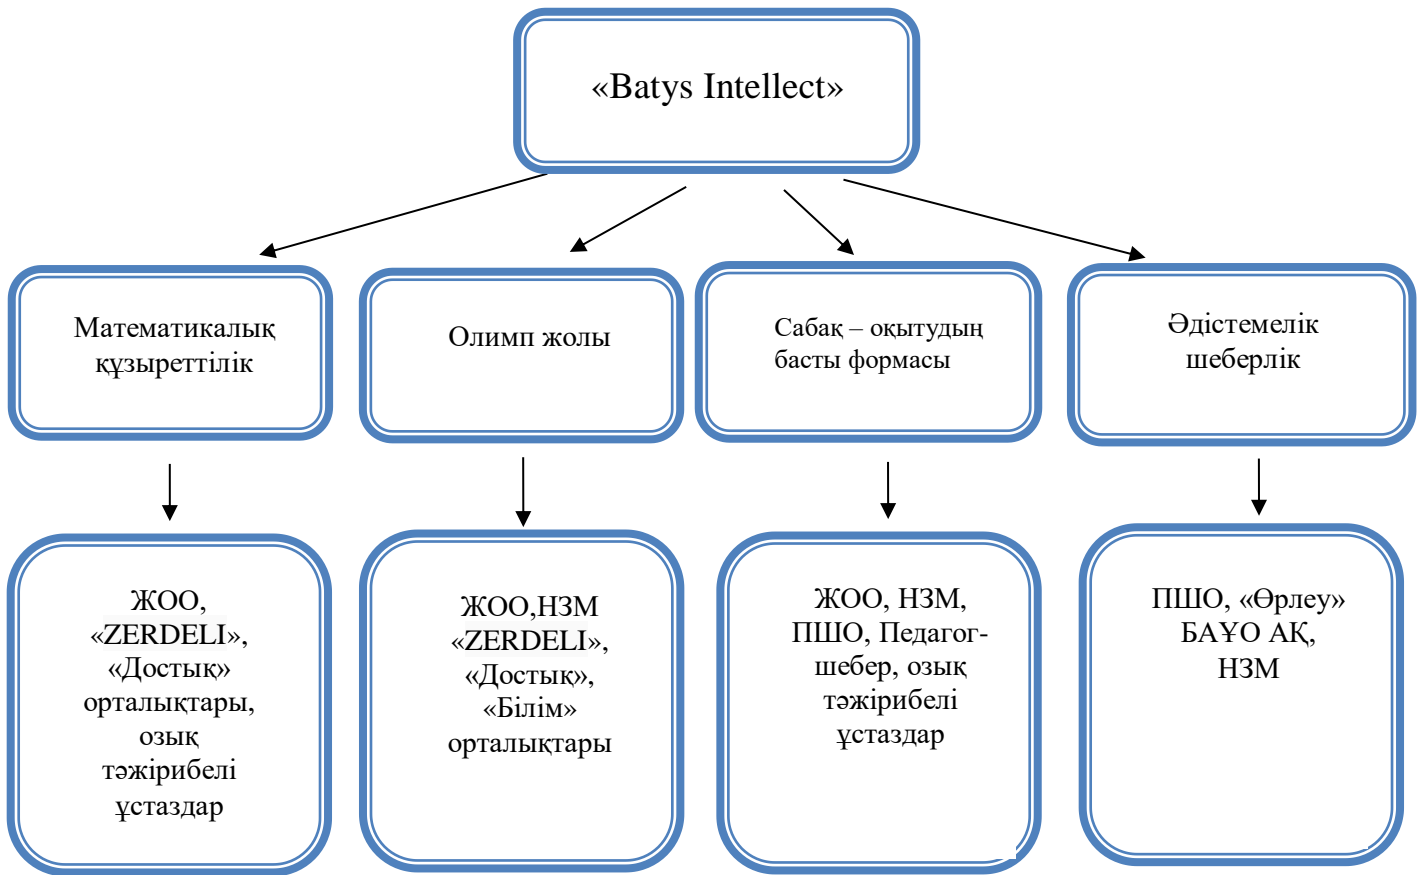 «Batys Intellect»
Математикалық
құзыреттілік
Олимп жолы
Сабақ – оқытудың
басты формасы
Әдістемелік
шеберлік
ЖОО,
«ZERDELI»,
«Достық»
орталықтары,
озық
тәжірибелі
ұстаздар
ЖОО,НЗМ
«ZERDELI»,
«Достық»,
«Білім»
орталықтары
ЖОО, НЗМ,
ПШО, Педагог-
шебер, озық
тәжірибелі
ұстаздар
ПШО, «Өрлеу»
БАҰО АҚ,
НЗМ